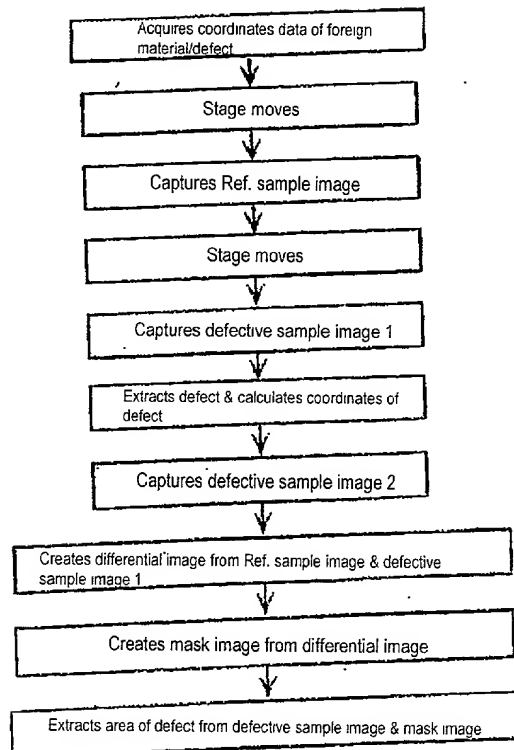 Acquires coordinates data of foreign
material/defect
Stage moves
Captures Ref. sample image
Stage moves
Captures defective sample image 1
Extracts defect & calculates coordinates of
defect
Captures defective sample image 2
Creates differential image from Ref. sample image & defective
sample image 1
Creates mask image from differential image
Extracts area of defect from defective sample image & mask image